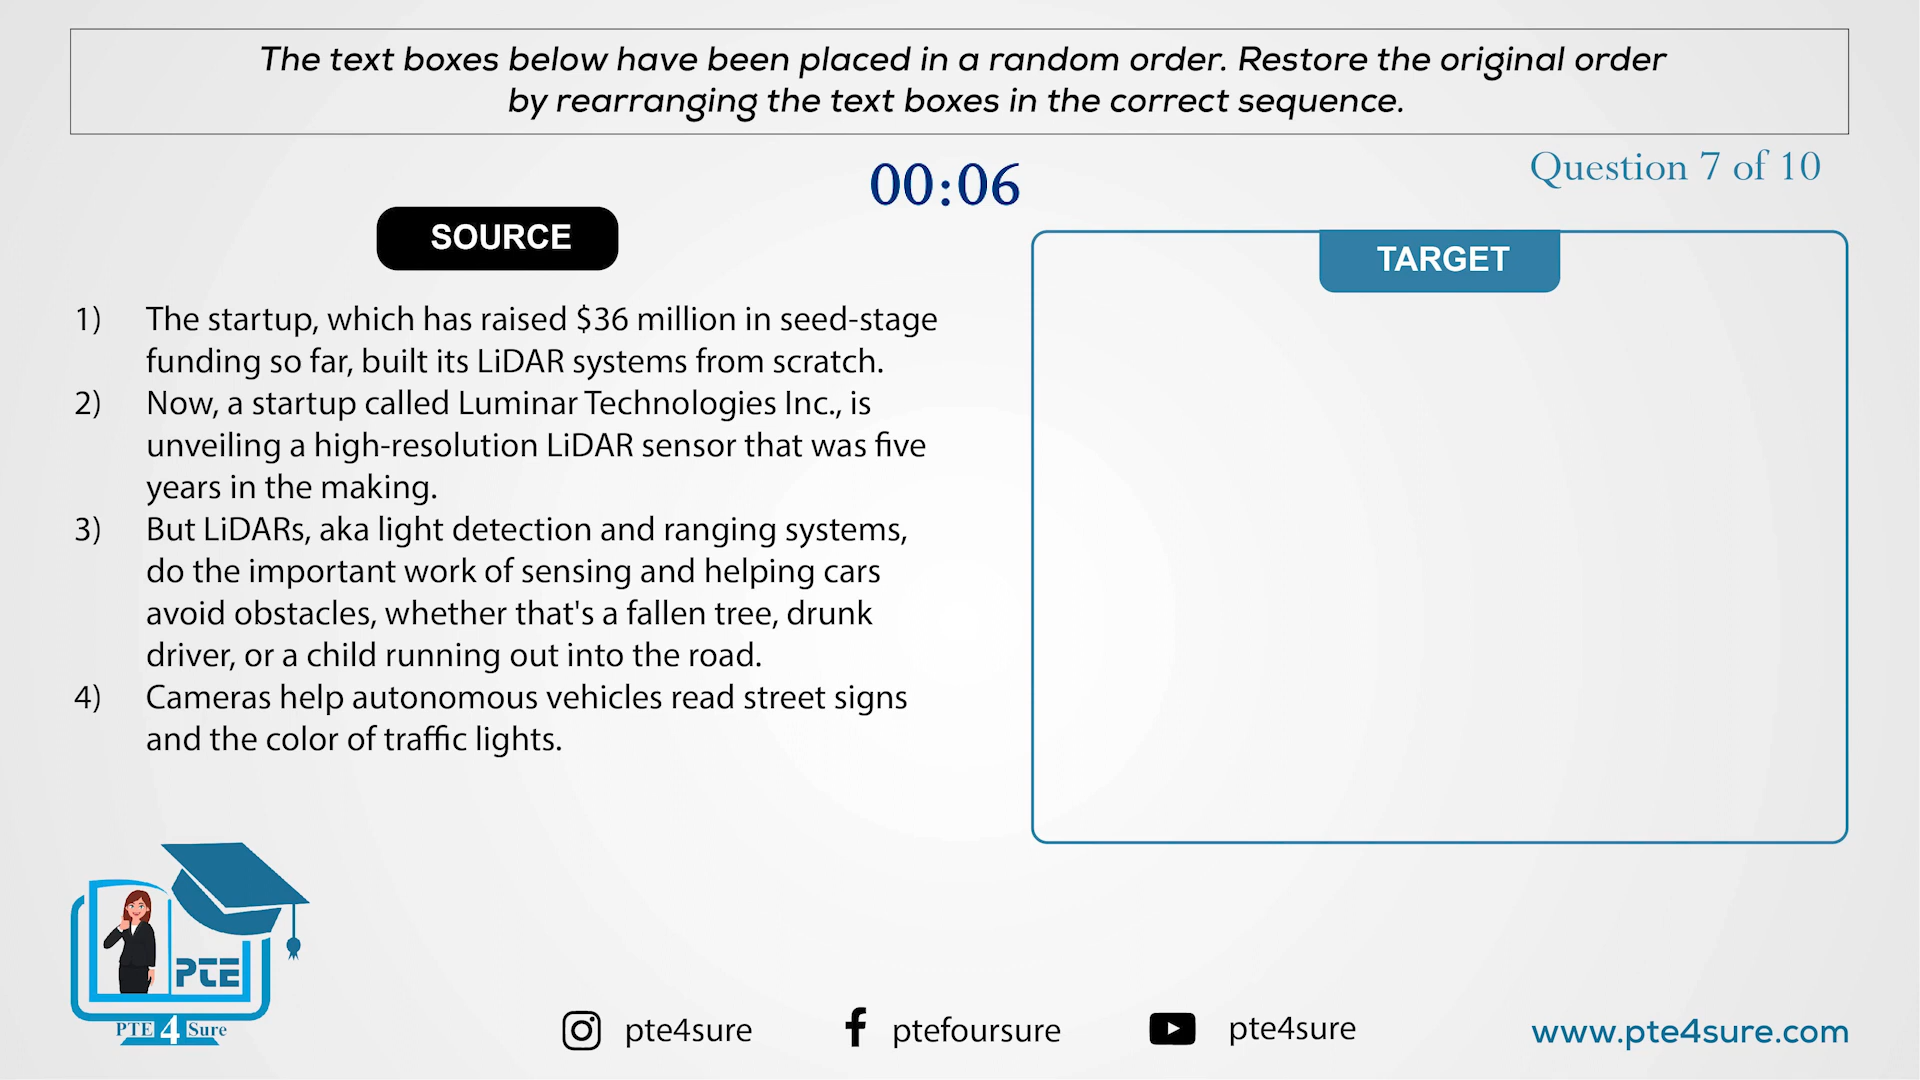 The text boxes below have been placed in a random order. Restore the original order
by rearranging the text boxes in the correct sequence.
00:06
Question 7 of 10
SOURCE
TARGET
1) The startup, which has raised $36 million in seed-stage
funding so far, built its LiDAR systems from scratch.
2) Now, a startup called Luminar Technologies Inc., is
unveiling a high-resolution LiDAR sensor that was five
years in the making.
3) But LiDARs, aka light detection and ranging systems,
do the important work of sensing and helping cars
avoid obstacles, whether that's a fallen tree, drunk
driver, or a child running out into the road.
4) Cameras help autonomous vehicles read street signs
and the color of traffic lights.
PTE
PTE 4 Sure
pte4sure
ptefoursure
pte4sure
www.pte4sure.com